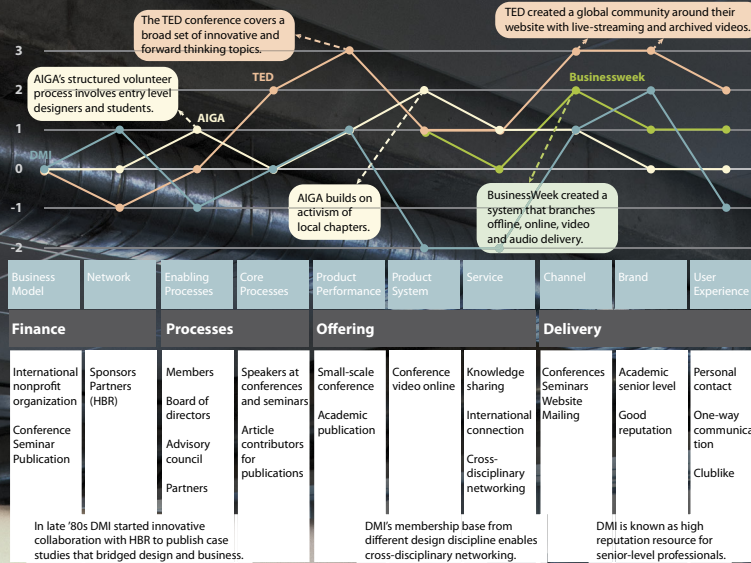 The TED conference covers a
broad set of innovative and
forward thinking topics.
TED created a global community around their
website with live-streaming and archived videos.
3
AIGA's structured volunteer
process involves entry level
designers and students.
TED
Businessweek
2
AIGA
1
DMI
0
AIGA builds on
activism of
local chapters.
BusinessWeek created a
system that branches
offline, online, video
and audio delivery.
-1
-2
Business
Model
Network
Enabling
Processes
Core
Processes
Product
Performance
Product
System
Service
Channel
Brand
User
Experience
Finance
Processes
Offering
Delivery
International
nonprofit
organization
Conference
Seminar
Publication
Sponsors
Partners
(HBR)
Members
Board of
directors
Advisory
council
Partners
Speakers at
conferences
and seminars
Article
contributors
for
publications
Small-scale
conference
Academic
publication
Conference
video online
Knowledge
sharing
International
connection
Cross-
disciplinary
networking
Conferences
Seminars
Website
Mailing
Academic
senior level
Good
reputation
Personal
contact
One-way
communica
tion
Clublike
In late '80s DMI started innovative
collaboration with HBR to publish case
studies that bridged design and business.
DMI's membership base from
different design discipline enables
cross-disciplinary networking.
DMI is known as high
reputation resource for
senior-level professionals.